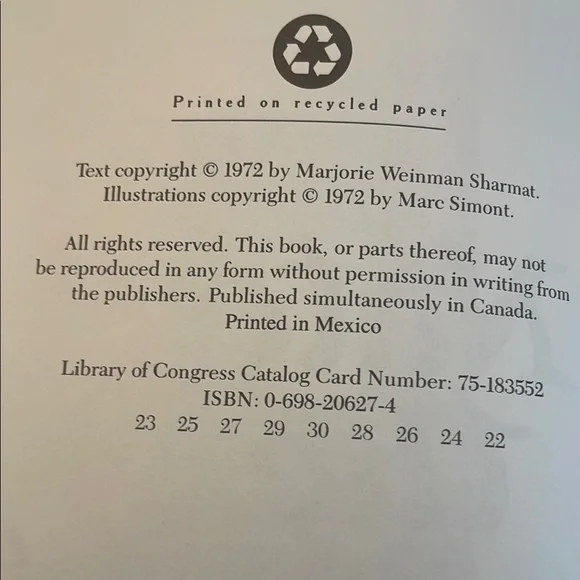 Printed on recycled paper
Text copyright © 1972 by Marjorie Weinman Sharmat.
Illustrations copyright © 1972 by Marc Simont.
All rights reserved. This book, or parts thereof, may not
be reproduced in any form without permission in writing from
the publishers. Published simultaneously in Canada.
Printed in Mexico
Library of Congress Catalog Card Number: 75-183552
ISBN: 0-698-20627-4
23 25 27 29 30 28 26 24 22